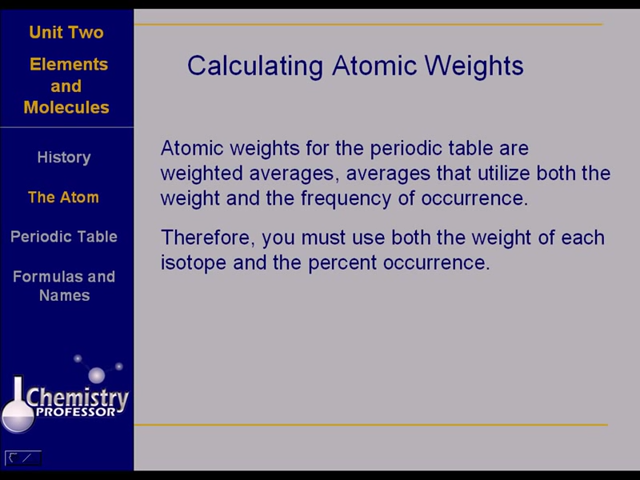 Unit Two
Elements
and
Molecules
History
The Atom
Periodic Table
Formulas and
Names
Chemistry
PROFESSOR
Calculating Atomic Weights
Atomic weights for the periodic table are
weighted averages, averages that utilize both the
weight and the frequency of occurrence.
Therefore, you must use both the weight of each
isotope and the percent occurrence.